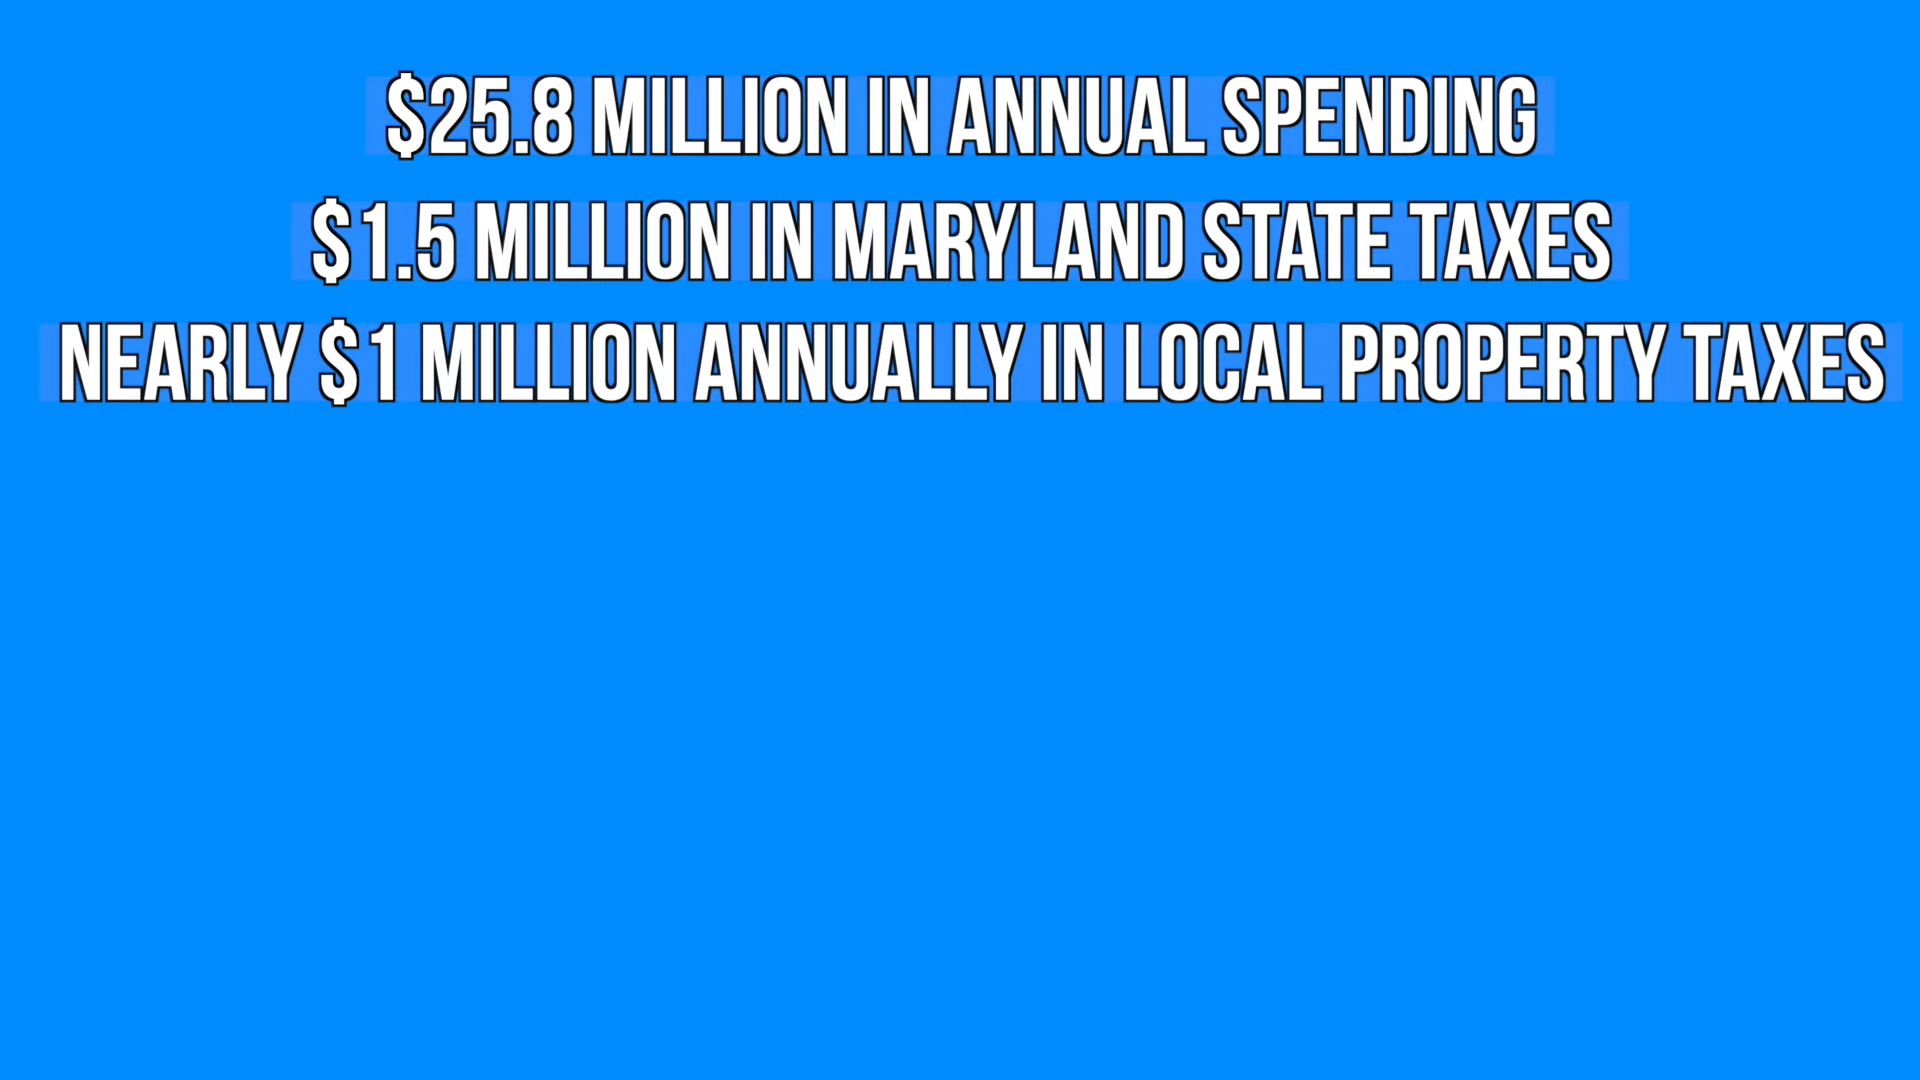 $25.8 MILLION IN ANNUAL SPENDING
$1.5 MILLION IN MARYLAND STATE TAXES
NEARLY $1 MILLION ANNUALLY IN LOCAL PROPERTY TAXES